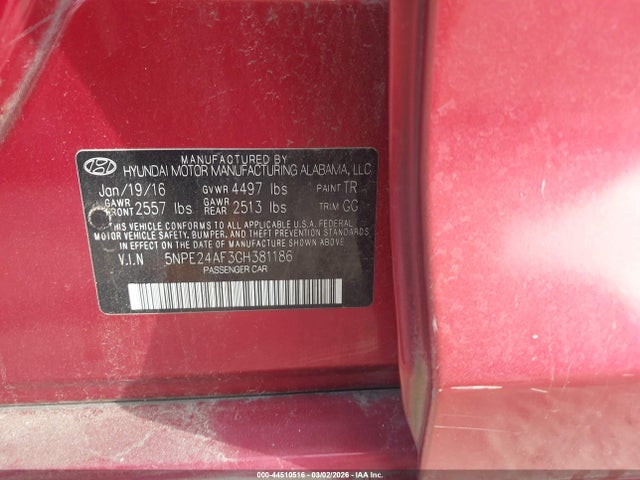 MANUFACTURED BY
HYUNDAI MOTOR MANUFACTURING ALABAMA, LLC
Jan/19/16 GVWR 4497 lbs PAINT TR
GAWR FRONT 2557 lbs GAWR REAR 2513 lbs TRIM GG
THIS VEHICLE CONFORMS TO ALL APPLICABLE U.S.A. FEDERAL
MOTOR VEHICLE SAFETY, BUMPER, AND THEFT PREVENTION STANDARDS
IN EFFECT ON THE DATE OF MANUFACTURE SHOWN ABOVE.
V.I.N 5NPE24AF3GH381186
PASSENGER CAR
000-44510516 - 03/02/2026 - IAA Inc.